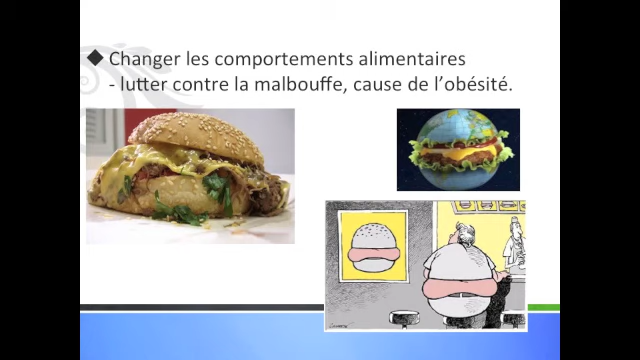 Changer les comportements alimentaires
- lutter contre la malbouffe, cause de l'obésité.